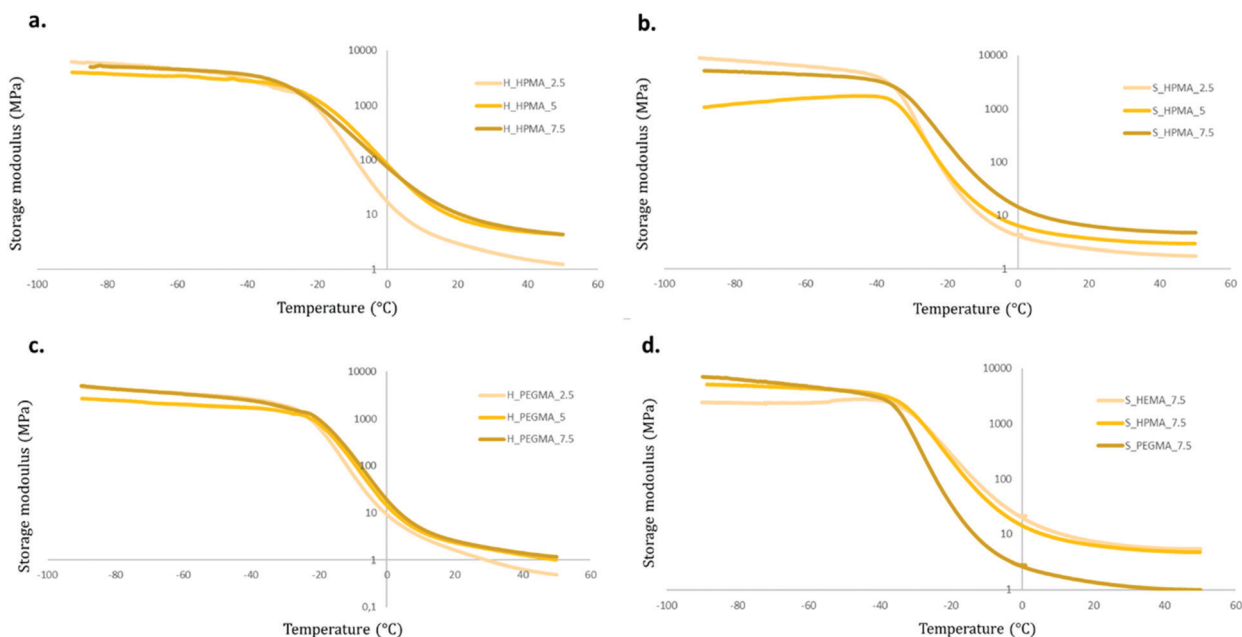 a.
Storage modoulus (MPa)
10000
1000
100
10
1
-100 -80 -60 -40 -20 0 20 40 60
Temperature (°C)
H_HPMA_2.5
H_HPMA_5
H_HPMA_7.5
b.
Storage modoulus (MPa)
10000
1000
100
10
1
-100 -80 -60 -40 -20 0 20 40 60
Temperature (°C)
S_HPMA_2.5
S_HPMA_5
S_HPMA_7.5
c.
Storage modoulus (MPa)
10000
1000
100
10
1
0,1
-100 -80 -60 -40 -20 0 20 40 60
Temperature (°C)
H_PEGMA_2.5
H_PEGMA_5
H_PEGMA_7.5
d.
Storage modoulus (MPa)
10000
1000
100
10
1
-100 -80 -60 -40 -20 0 20 40 60
Temperature (°C)
S_HEMA_7.5
S_HPMA_7.5
S_PEGMA_7.5